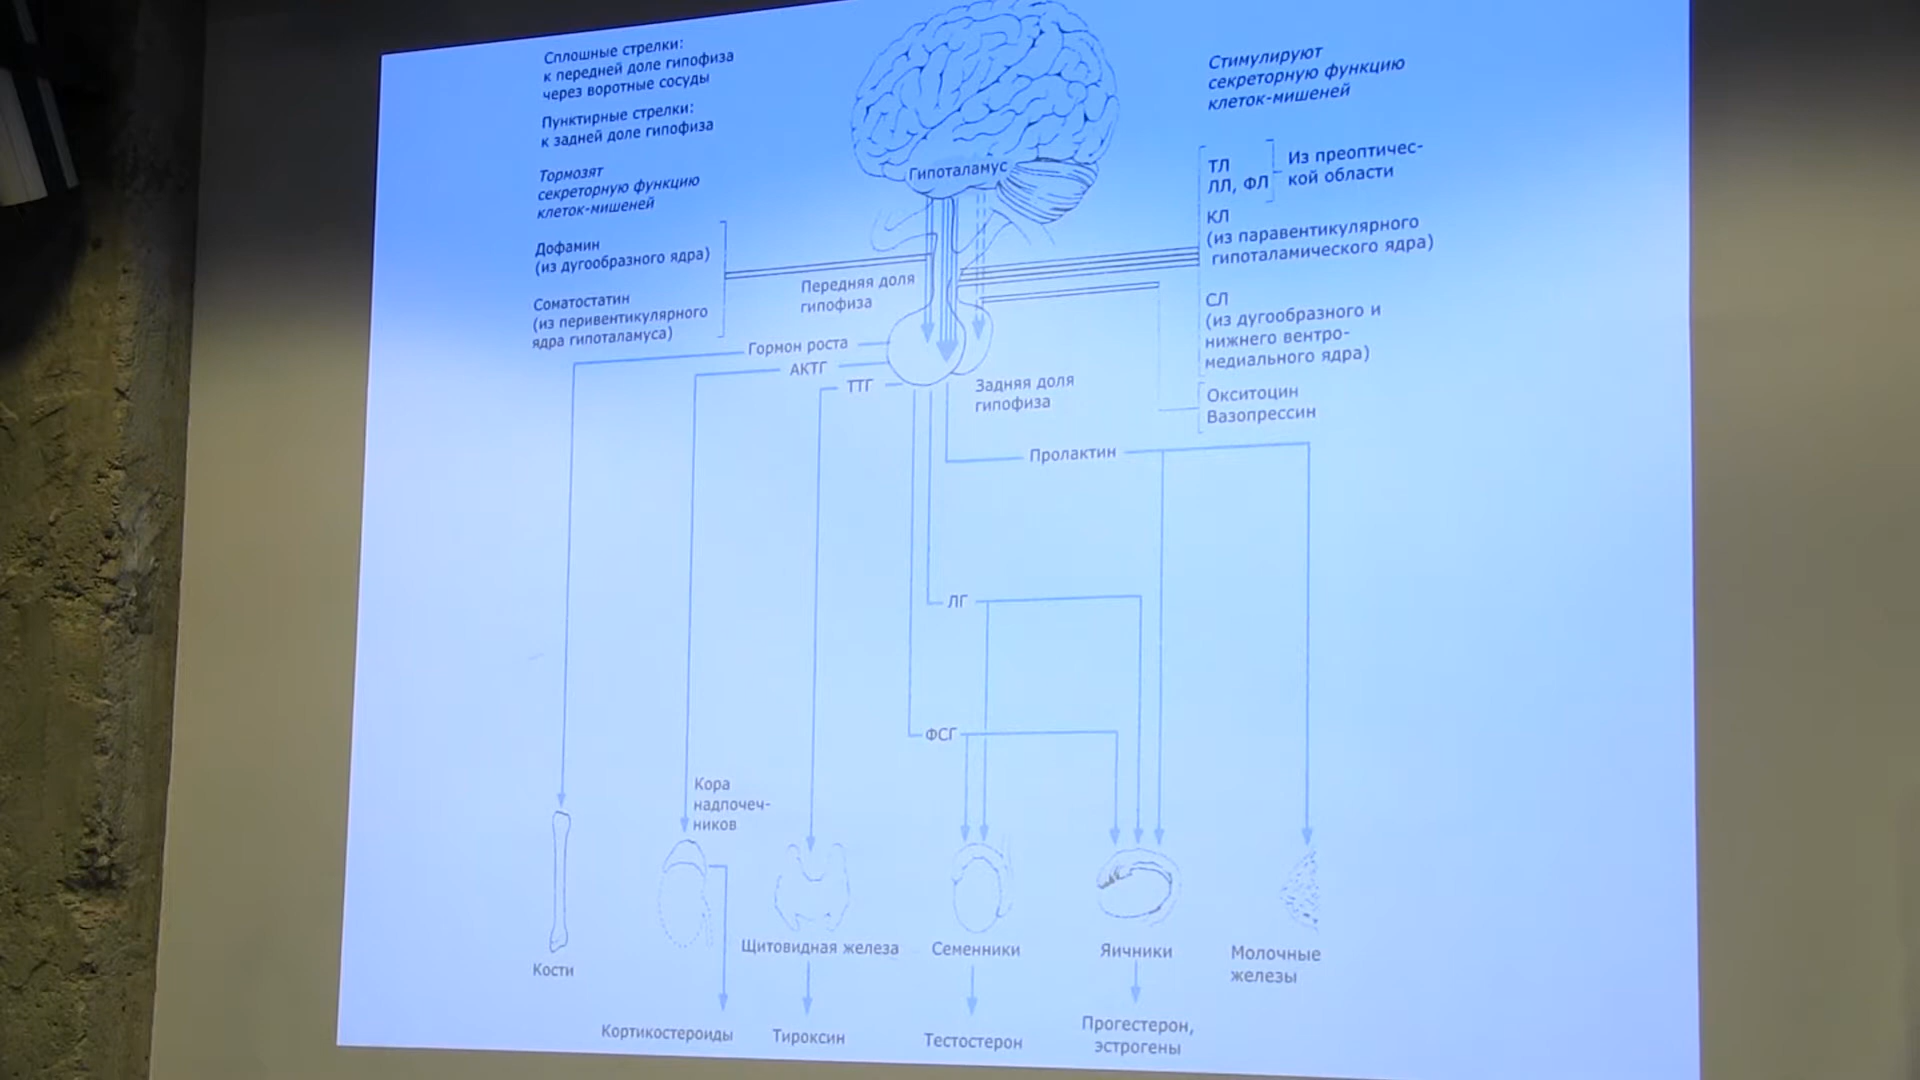 Сплошные стрелки:
к передней доле гипофиза
через воротные сосуды
Пунктирные стрелки:
к задней доле гипофиза
Тормозят
секреторную функцию
клеток-мишеней
Дофамин
(из дугообразного ядра)
Соматостатин
(из перивентикулярного
ядра гипоталамуса)
Гипоталамус
Стимулируют
секреторную функцию
клеток-мишеней
ТЛ
ЛЛ, ФЛ
Из преоптичес-
кой области
КЛ
(из паравентикулярного
гипоталамического ядра)
СЛ
(из дугообразного и
нижнего вентро-
медиального ядра)
Окситоцин
Вазопрессин
Передняя доля
гипофиза
Гормон роста
АКТГ
ТТГ
Задняя доля
гипофиза
Пролактин
ЛГ
ФСГ
Кора
надпочеч-
ников
Кости
Щитовидная железа
Семенники
Яичники
Молочные
железы
Кортикостероиды
Тироксин
Тестостерон
Прогестерон,
эстрогены